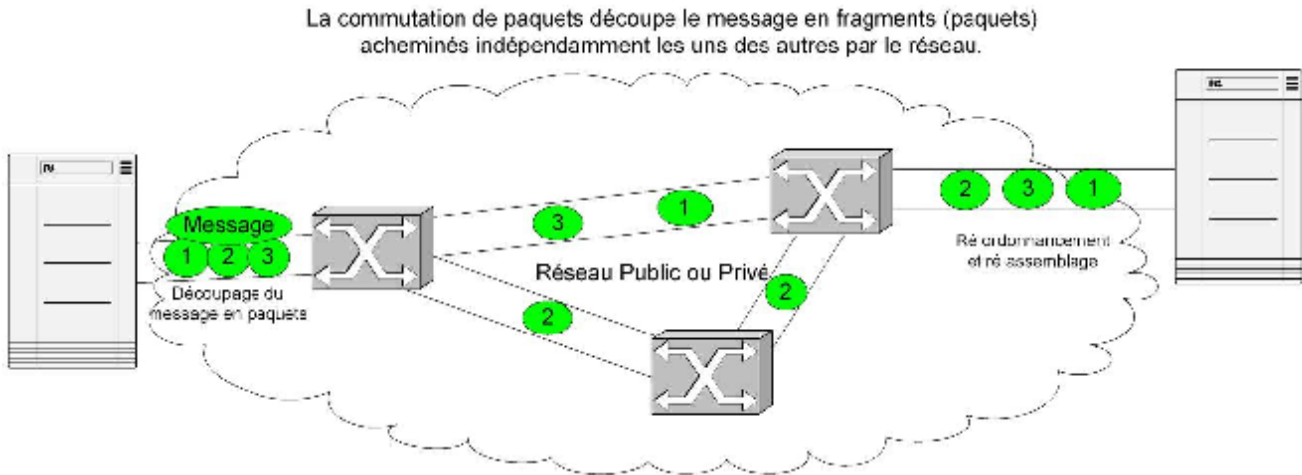 La commutation de paquets découpe le message en fragments (paquets)
acheminés indépendamment les uns des autres par le réseau.
Message
1 2 3
Découpage du
message en paquets
3
1
2
Réseau Public ou Privé
2
2 3 1
Ré ordonnancement
et ré assemblage